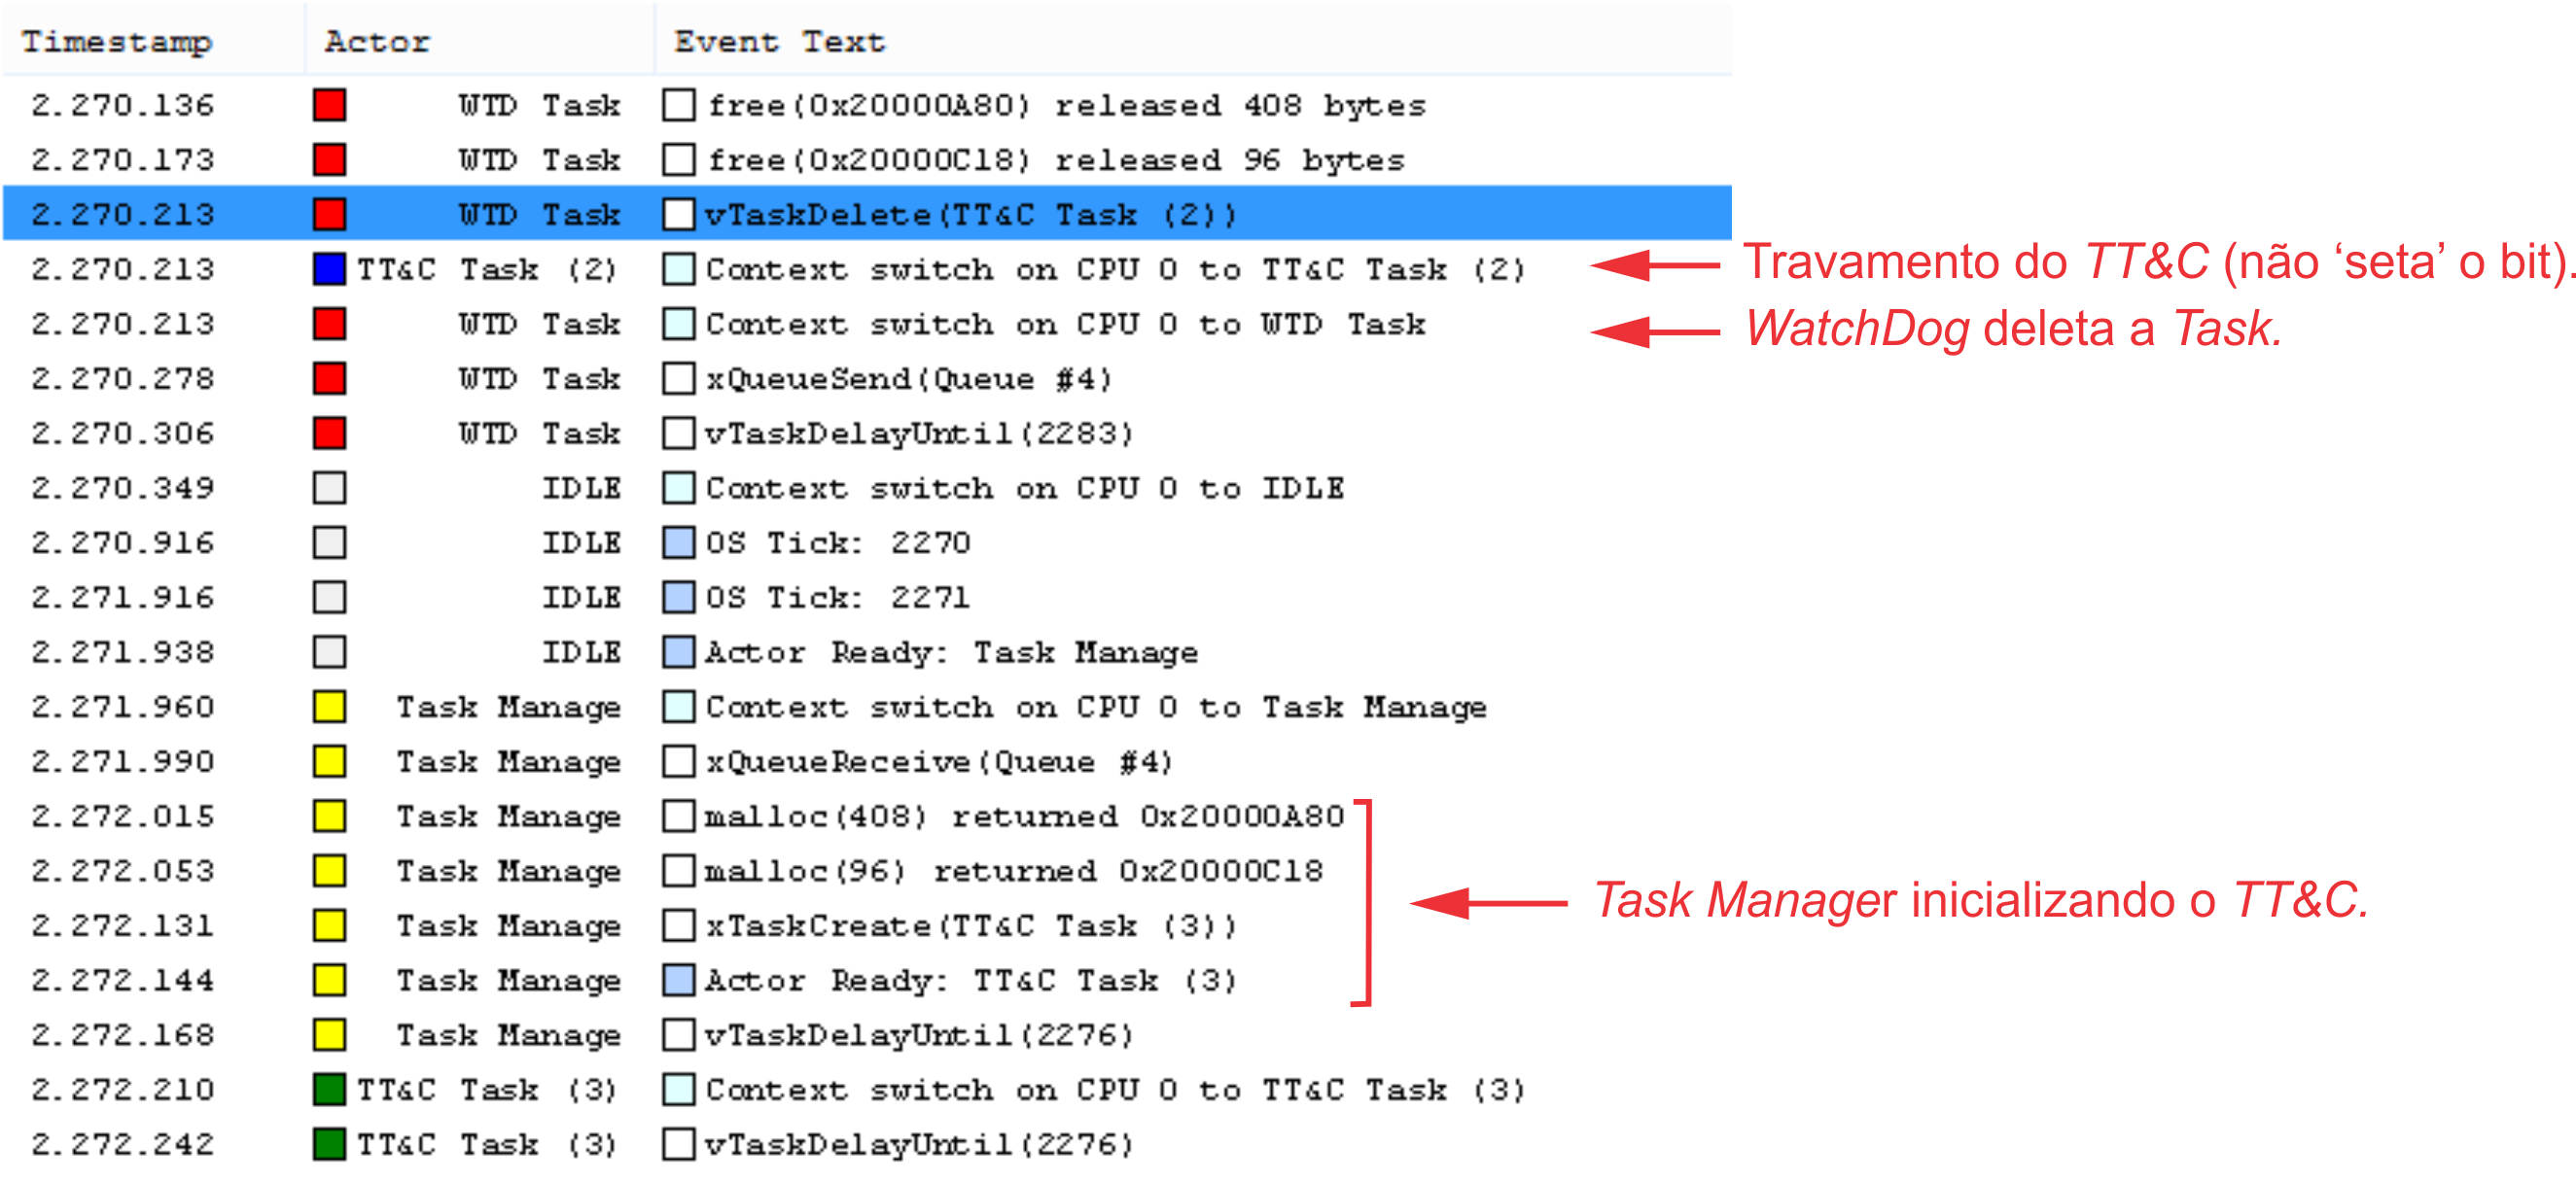 Timestamp Actor Event Text
2.270.136 WTD Task free(0x20000A80) released 408 bytes
2.270.173 WTD Task free(0x20000C18) released 96 bytes
2.270.213 WTD Task vTaskDelete(TT&C Task (2))
2.270.213 TT&C Task (2) Context switch on CPU 0 to TT&C Task (2) Travamento do TT&C (não ‘seta’ o bit).
2.270.213 WTD Task Context switch on CPU 0 to WTD Task WatchDog deleta a Task.
2.270.278 WTD Task xQueueSend(Queue #4)
2.270.306 WTD Task vTaskDelayUntil(2283)
2.270.349 IDLE Context switch on CPU 0 to IDLE
2.270.916 IDLE OS Tick: 2270
2.271.916 IDLE OS Tick: 2271
2.271.938 IDLE Actor Ready: Task Manage
2.271.960 Task Manage Context switch on CPU 0 to Task Manage
2.271.990 Task Manage xQueueReceive(Queue #4)
2.272.015 Task Manage malloc(408) returned 0x20000A80
2.272.053 Task Manage malloc(96) returned 0x20000C18
2.272.131 Task Manage xTaskCreate(TT&C Task (3)) Task Manager inicializando o TT&C.
2.272.144 Task Manage Actor Ready: TT&C Task (3)
2.272.168 Task Manage vTaskDelayUntil(2276)
2.272.210 TT&C Task (3) Context switch on CPU 0 to TT&C Task (3)
2.272.242 TT&C Task (3) vTaskDelayUntil(2276)